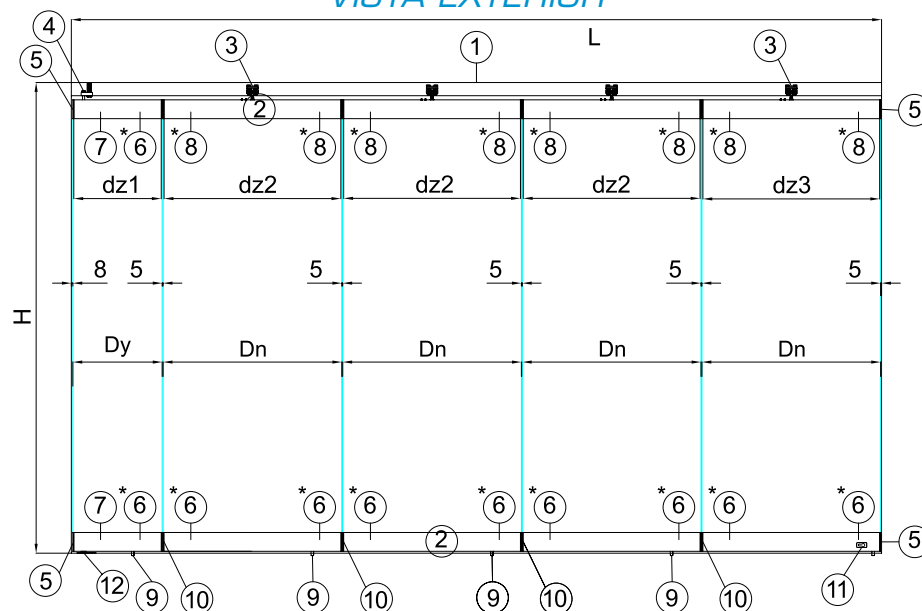 VISTA EXTERIOR
L
4 3 1 3
5 2 5
7 * 6 * 8 * 8 * 8 * 8 * 8 * 8 * 8 * 8
dz1 dz2 dz2 dz2 dz3
8 5 5 5 5 5
H
Dy Dn Dn Dn Dn
7 * 6 * 6 * 6 * 6 * 6 * 6 * 6 * 6 * 6
2 5
11
5 12 9 10 9 10 9 10 9 10